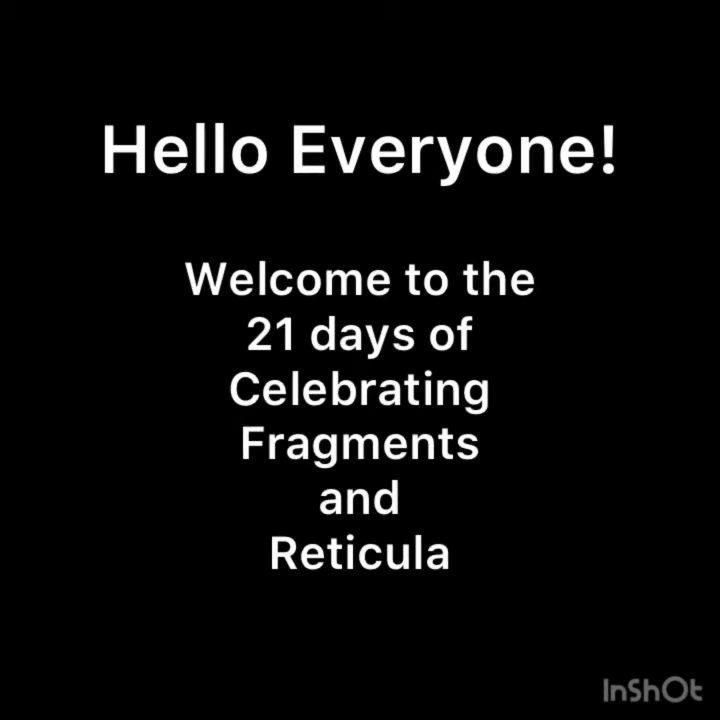 Hello Everyone!
Welcome to the
21 days of
Celebrating
Fragments
and
Reticula
InShOt